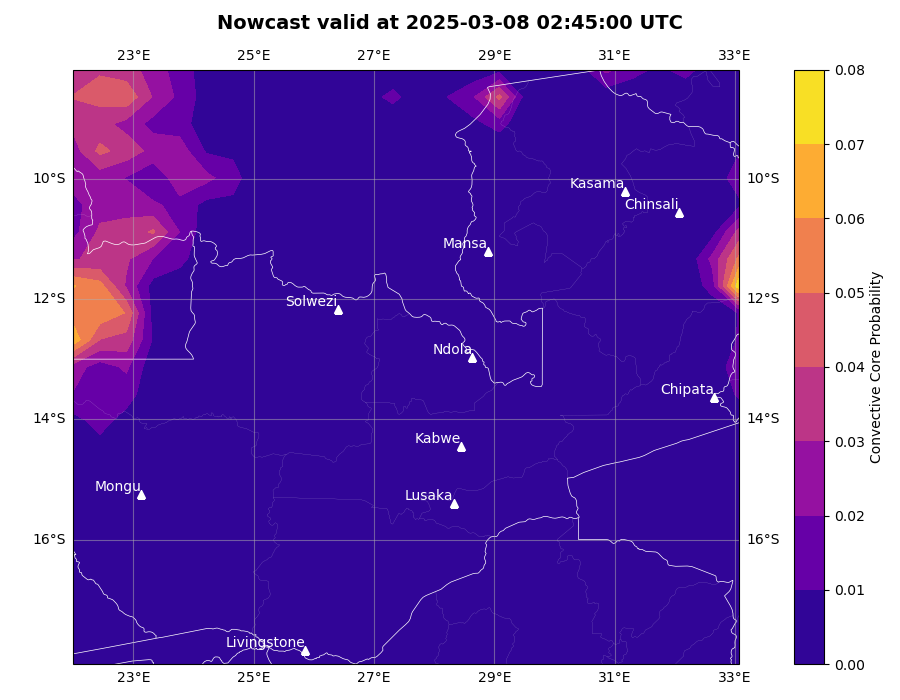 Nowcast valid at 2025-03-08 02:45:00 UTC
23°E 25°E 27°E 29°E 31°E 33°E
0.08
0.07
10°S Kasama 10°S
Chinsali
0.06
Mansa
0.05
12°S Solwezi 12°S
0.04
Ndola
Chipata
14°S 14°S
0.03
Kabwe
Convective Core Probability
Mongu Lusaka
0.02
16°S 16°S
0.01
Livingstone
0.00
23°E 25°E 27°E 29°E 31°E 33°E